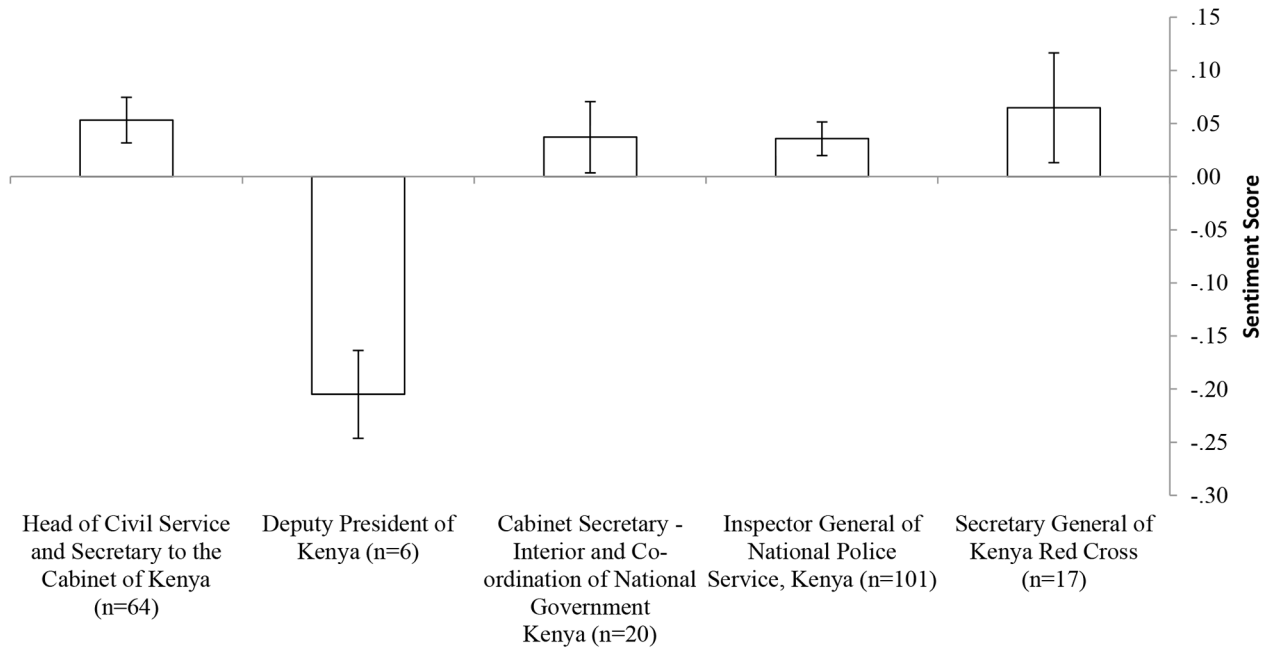 .15
.10
.05
.00
-.05
-.10
-.15
-.20
-.25
-.30
Sentiment Score
Head of Civil Service
and Secretary to the
Cabinet of Kenya
(n=64)
Deputy President of
Kenya (n=6)
Cabinet Secretary -
Interior and Co-
ordination of National
Government
Kenya (n=20)
Inspector General of
National Police
Service, Kenya (n=101)
Secretary General of
Kenya Red Cross
(n=17)